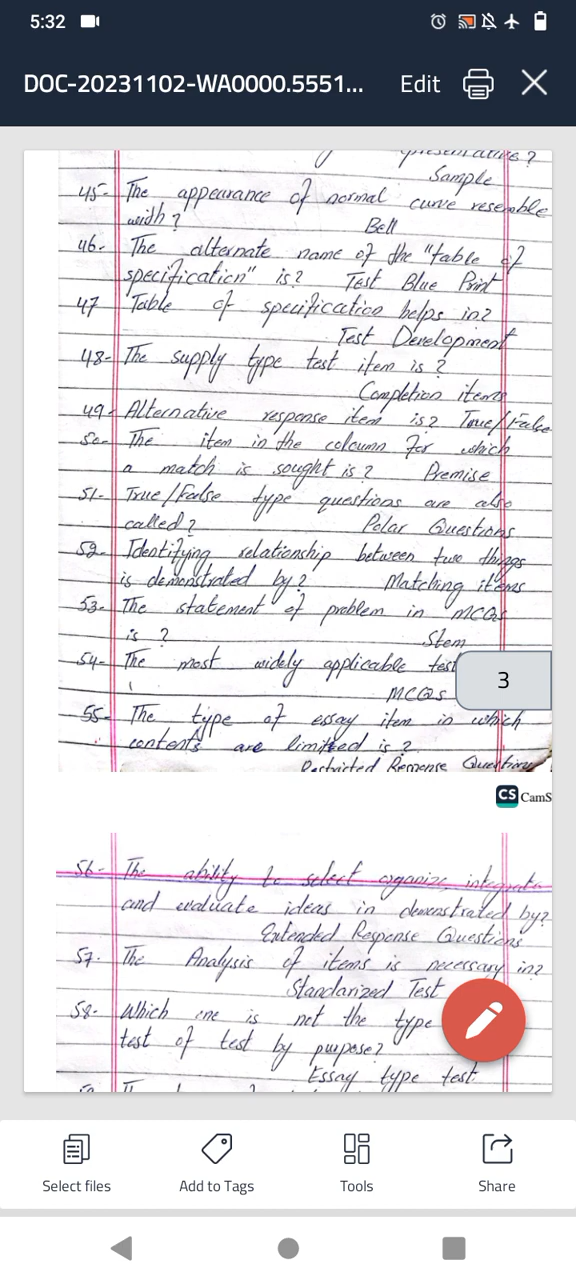 5:32
DOC-20231102-WA0000.5551... Edit
Sample
45- The appearance of normal curve resemble
with? Bell
46- The alternate name of the "table of
specification" is? Test Blue Print
47 Table of specification helps in?
Test Development
48- The supply type test item is?
Completion items
49- Alternative response item is? True/False
50- The item in the coloumn for which
a match is sought is? Premise
51- True/False type questions are also
called? Polar Questions
52- Identifying relationship between two things
is demonstrated by? Matching items
53- The statement of problem in MCQs
is? Stem
54- The most widely applicable test
MCQs
3
55- The type of essay item in which
contents are limitted is?
Restricted Response Questions
CS CamS
56- The ability to select organize, integrate
and evaluate ideas in demonstrated by?
Extended Response Questions
57. The Analysis of items is necessary in?
Standarized Test
58- Which one is not the type
test of test by purpose?
Essay type test
Select files
Add to Tags
Tools
Share